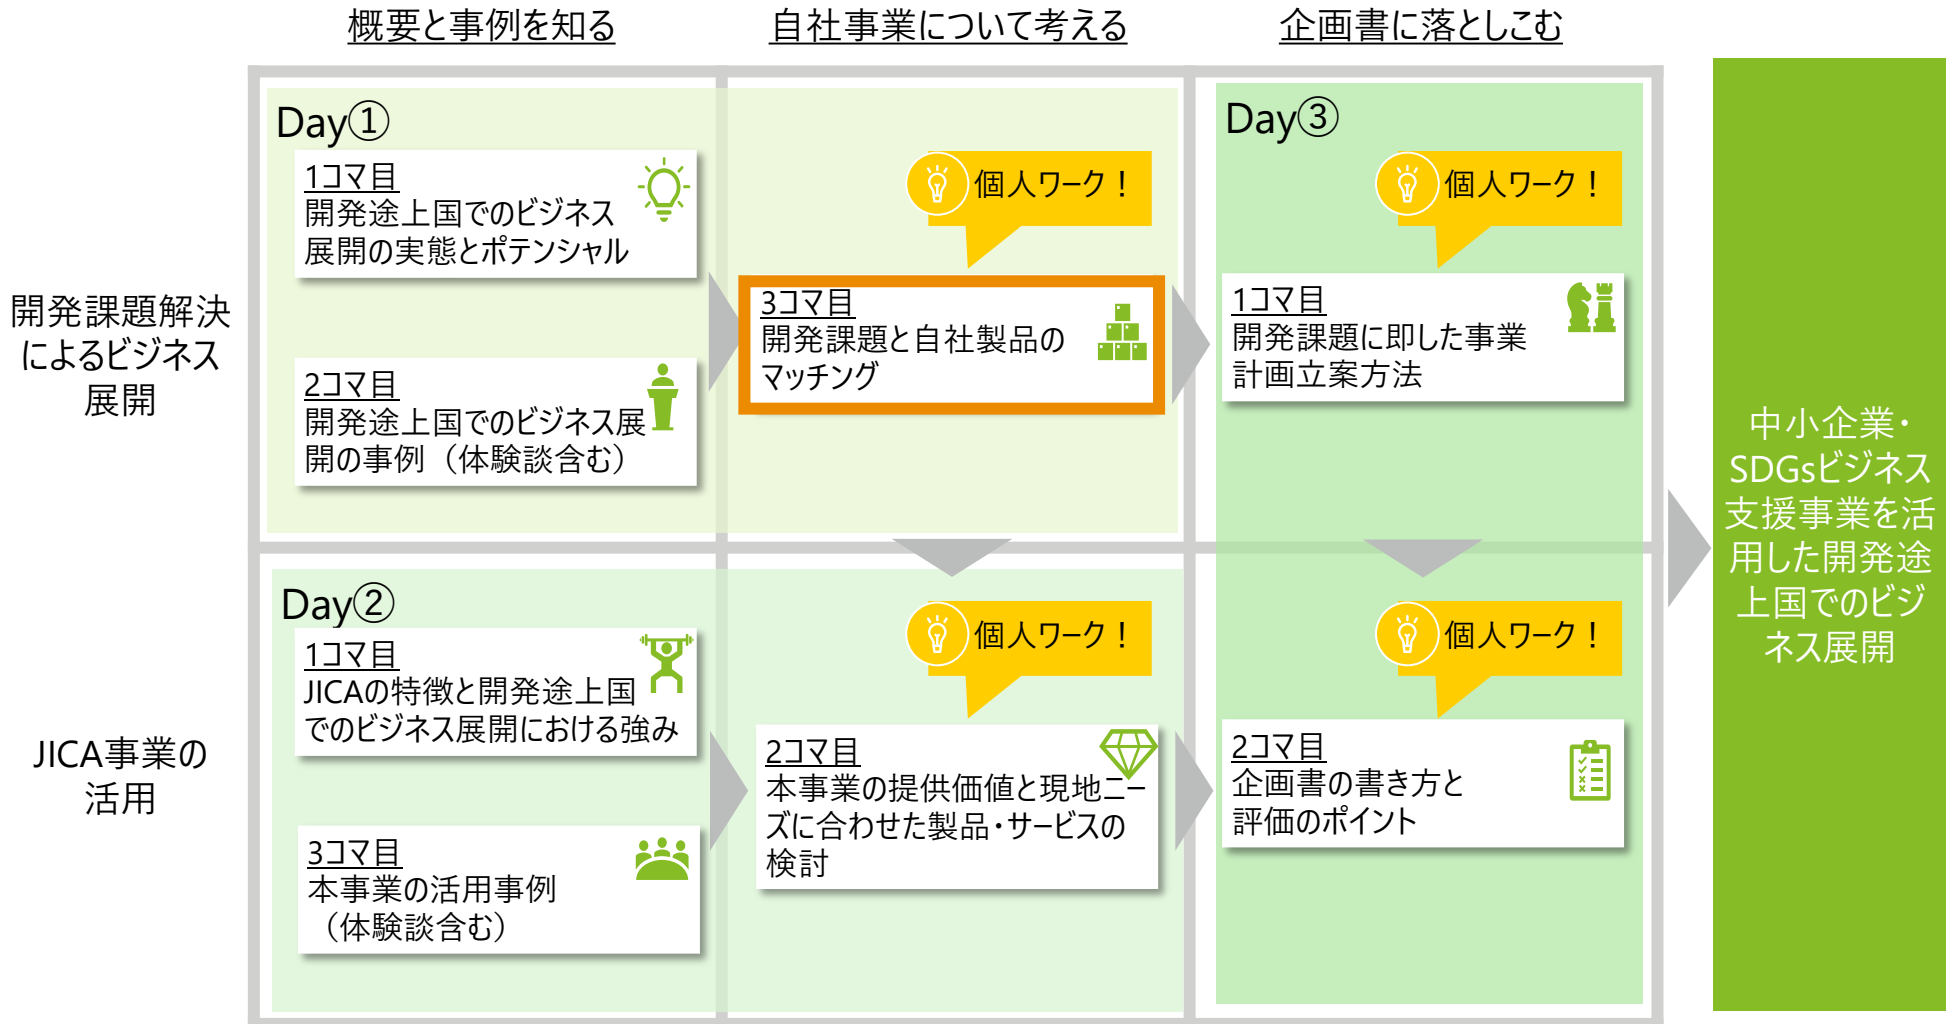 概要と事例を知る
自社事業について考える
企画書に落としこむ
開発課題解決
によるビジネス
展開
Day①
1コマ目
開発途上国でのビジネス
展開の実態とポテンシャル
2コマ目
開発途上国でのビジネス展
開の事例（体験談含む）
個人ワーク！
3コマ目
開発課題と自社製品の
マッチング
Day③
個人ワーク！
1コマ目
開発課題に即した事業
計画立案方法
JICA事業の
活用
Day②
1コマ目
JICAの特徴と開発途上国
でのビジネス展開における強み
3コマ目
本事業の活用事例
（体験談含む）
個人ワーク！
2コマ目
本事業の提供価値と現地ニー
ズに合わせた製品・サービスの
検討
個人ワーク！
2コマ目
企画書の書き方と
評価のポイント
中小企業・
SDGsビジネス
支援事業を活
用した開発途
上国でのビジ
ネス展開